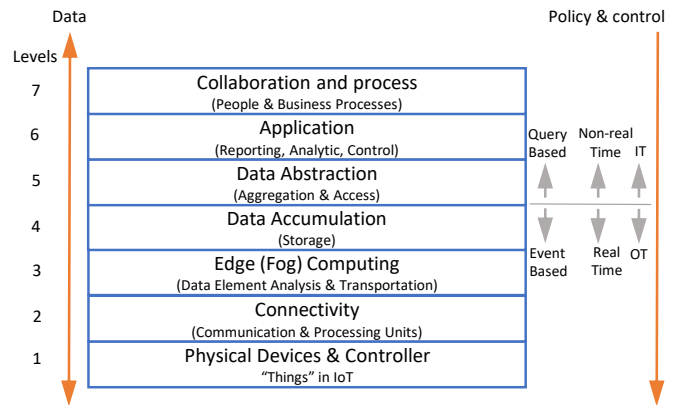 Data
Policy & control
Levels
7
Collaboration and process
(People & Business Processes)
6
Application
(Reporting, Analytic, Control)
Query
Based
Non-real
Time
IT
5
Data Abstraction
(Aggregation & Access)
4
Data Accumulation
(Storage)
Event
Based
Real
Time
OT
3
Edge (Fog) Computing
(Data Element Analysis & Transportation)
2
Connectivity
(Communication & Processing Units)
1
Physical Devices & Controller
“Things” in IoT